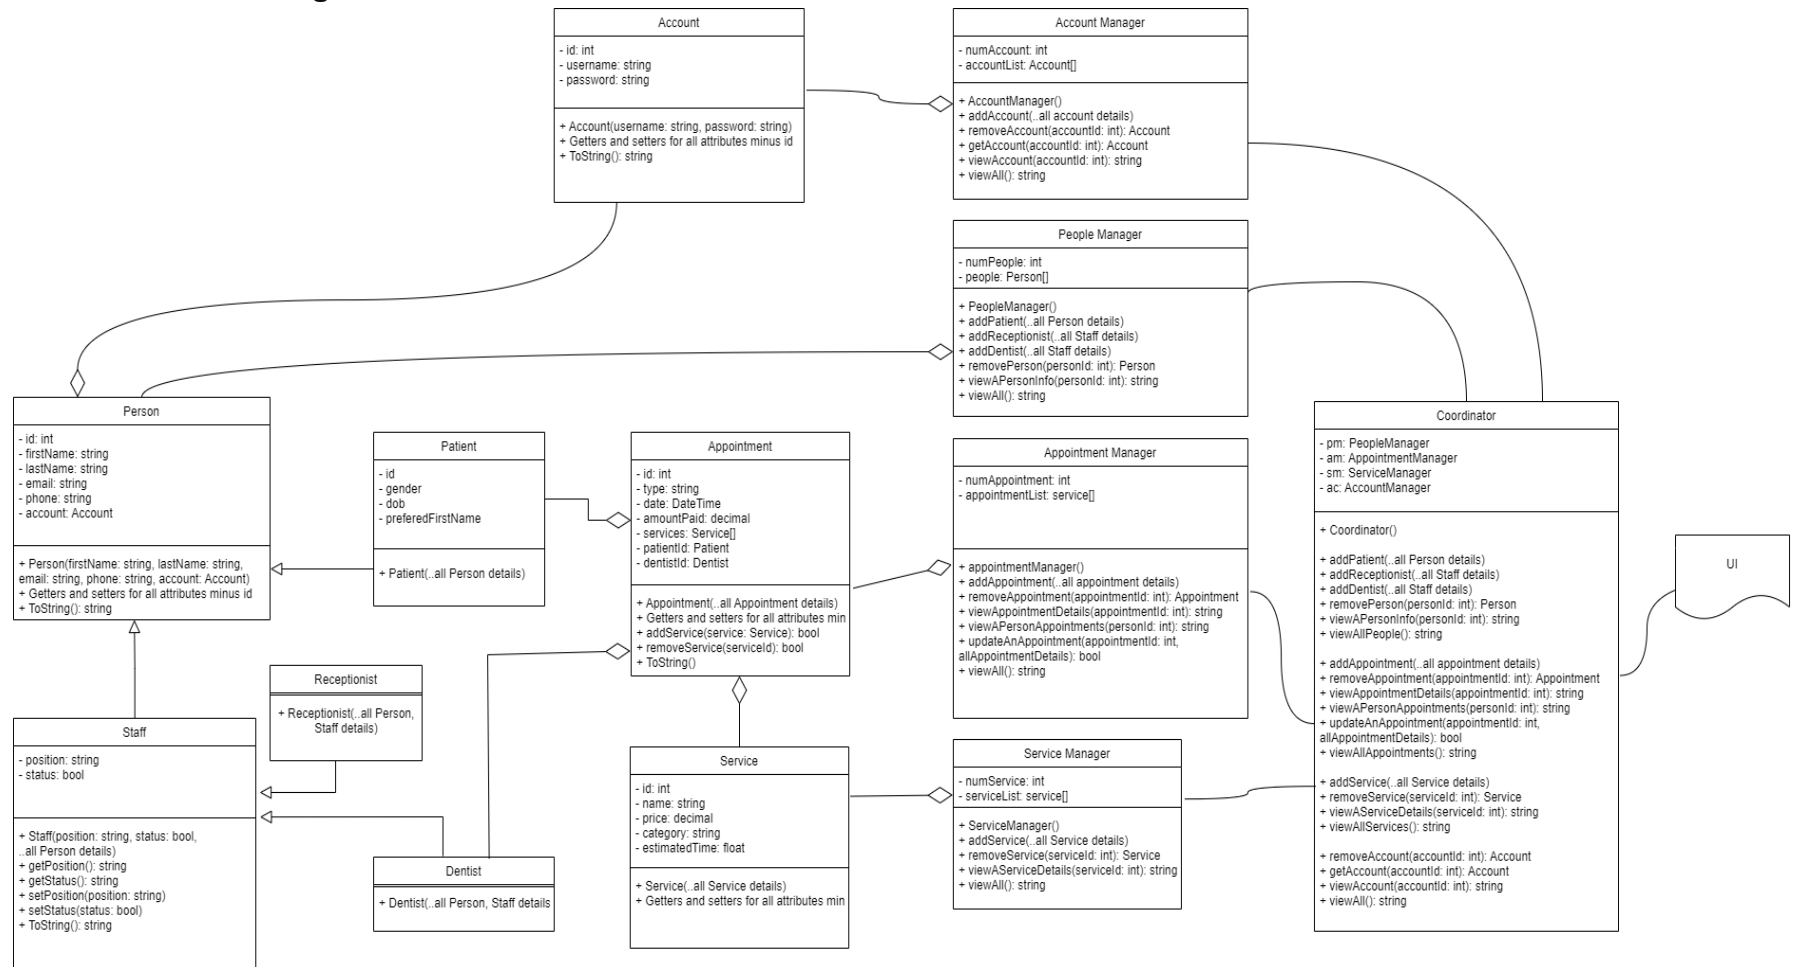 Account
- id: int
- username: string
- password: string
+ Account(username: string, password: string)
+ Getters and setters for all attributes minus id
+ ToString(): string
Account Manager
- numAccount: int
- accountList: Account[]
+ AccountManager()
+ addAccount(..all account details)
+ removeAccount(accountId: int): Account
+ getAccount(accountId: int): Account
+ viewAccount(accountId: int): string
+ viewAll(): string
People Manager
- numPeople: int
- people: Person[]
+ PeopleManager()
+ addPatient(..all Person details)
+ addReceptionist(..all Staff details)
+ addDentist(..all Staff details)
+ removePerson(personId: int): Person
+ viewAPersonInfo(personId: int): string
+ viewAll(): string
Person
- id: int
- firstName: string
- lastName: string
- email: string
- phone: string
- account: Account
+ Person(firstName: string, lastName: string,
email: string, phone: string, account: Account)
+ Getters and setters for all attributes minus id
+ ToString(): string
Patient
- id
- gender
- dob
- preferedFirstName
+ Patient(..all Person details)
Appointment
- id: int
- type: string
- date: DateTime
- amountPaid: decimal
- services: Service[]
- patientId: Patient
- dentistId: Dentist
+ Appointment(..all Appointment details)
+ Getters and setters for all attributes min
+ addService(service: Service): bool
+ removeService(serviceId): bool
+ ToString()
Appointment Manager
- numAppointment: int
- appointmentList: service[]
+ appointmentManager()
+ addAppointment(..all appointment details)
+ removeAppointment(appointmentId: int): Appointment
+ viewAppointmentDetails(appointmentId: int): string
+ viewAPersonAppointments(personId: int): string
+ updateAnAppointment(appointmentId: int,
allAppointmentDetails): bool
+ viewAll(): string
Coordinator
- pm: PeopleManager
- am: AppointmentManager
- sm: ServiceManager
- ac: AccountManager
+ Coordinator()
+ addPatient(..all Person details)
+ addReceptionist(..all Staff details)
+ addDentist(..all Staff details)
+ removePerson(personId: int): Person
+ viewAPersonInfo(personId: int): string
+ viewAllPeople(): string
+ addAppointment(..all appointment details)
+ removeAppointment(appointmentId: int): Appointment
+ viewAppointmentDetails(appointmentId: int): string
+ viewAPersonAppointments(personId: int): string
+ updateAnAppointment(appointmentId: int,
allAppointmentDetails): bool
+ viewAllAppointments(): string
+ addService(..all Service details)
+ removeService(serviceId: int): Service
+ viewAServiceDetails(serviceId: int): string
+ viewAllServices(): string
+ removeAccount(accountId: int): Account
+ getAccount(accountId: int): Account
+ viewAccount(accountId: int): string
+ viewAll(): string
UI
Receptionist
+ Receptionist(..all Person,
Staff details)
Staff
- position: string
- status: bool
+ Staff(position: string, status: bool,
..all Person details)
+ getPosition(): string
+ getStatus(): string
+ setPosition(position: string)
+ setStatus(status: bool)
+ ToString(): string
Dentist
+ Dentist(..all Person, Staff details
Service
- id: int
- name: string
- price: decimal
- category: string
- estimatedTime: float
+ Service(..all Service details)
+ Getters and setters for all attributes min
Service Manager
- numService: int
- serviceList: service[]
+ ServiceManager()
+ addService(..all Service details)
+ removeService(serviceId: int): Service
+ viewAServiceDetails(serviceId: int): string
+ viewAll(): string